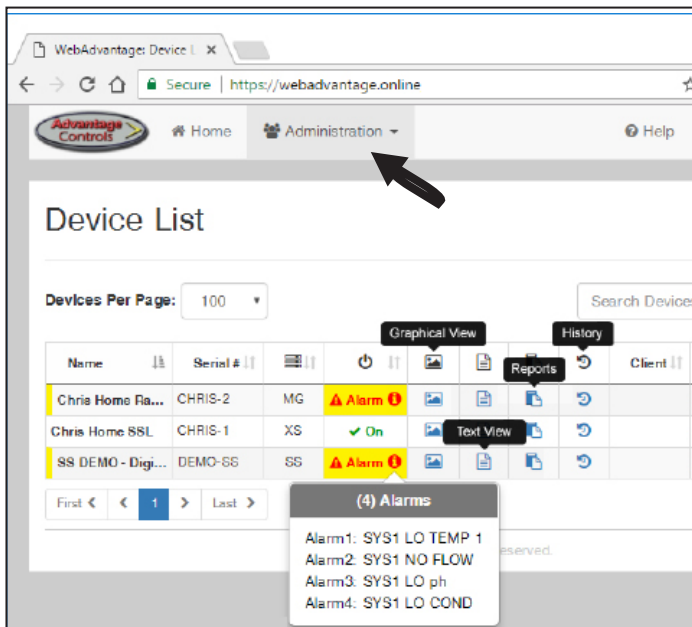 WebAdvantage: Device L
Secure | https://webadvantage.online
Advantage Controls Home Administration Help
Device List
Devices Per Page: 100 Search Devices
Graphical View History
Name Serial # Reports Client
Chris Home Ra... CHRIS-2 MG Alarm
Chris Home SSL CHRIS-1 XS On Text View
SS DEMO - Digi... DEMO-SS SS Alarm
First 1 Last
(4) Alarms
Alarm1: SYS1 LO TEMP 1
eserved.
Alarm2: SYS1 NO FLOW
Alarm3: SYS1 LO ph
Alarm4: SYS1 LO COND